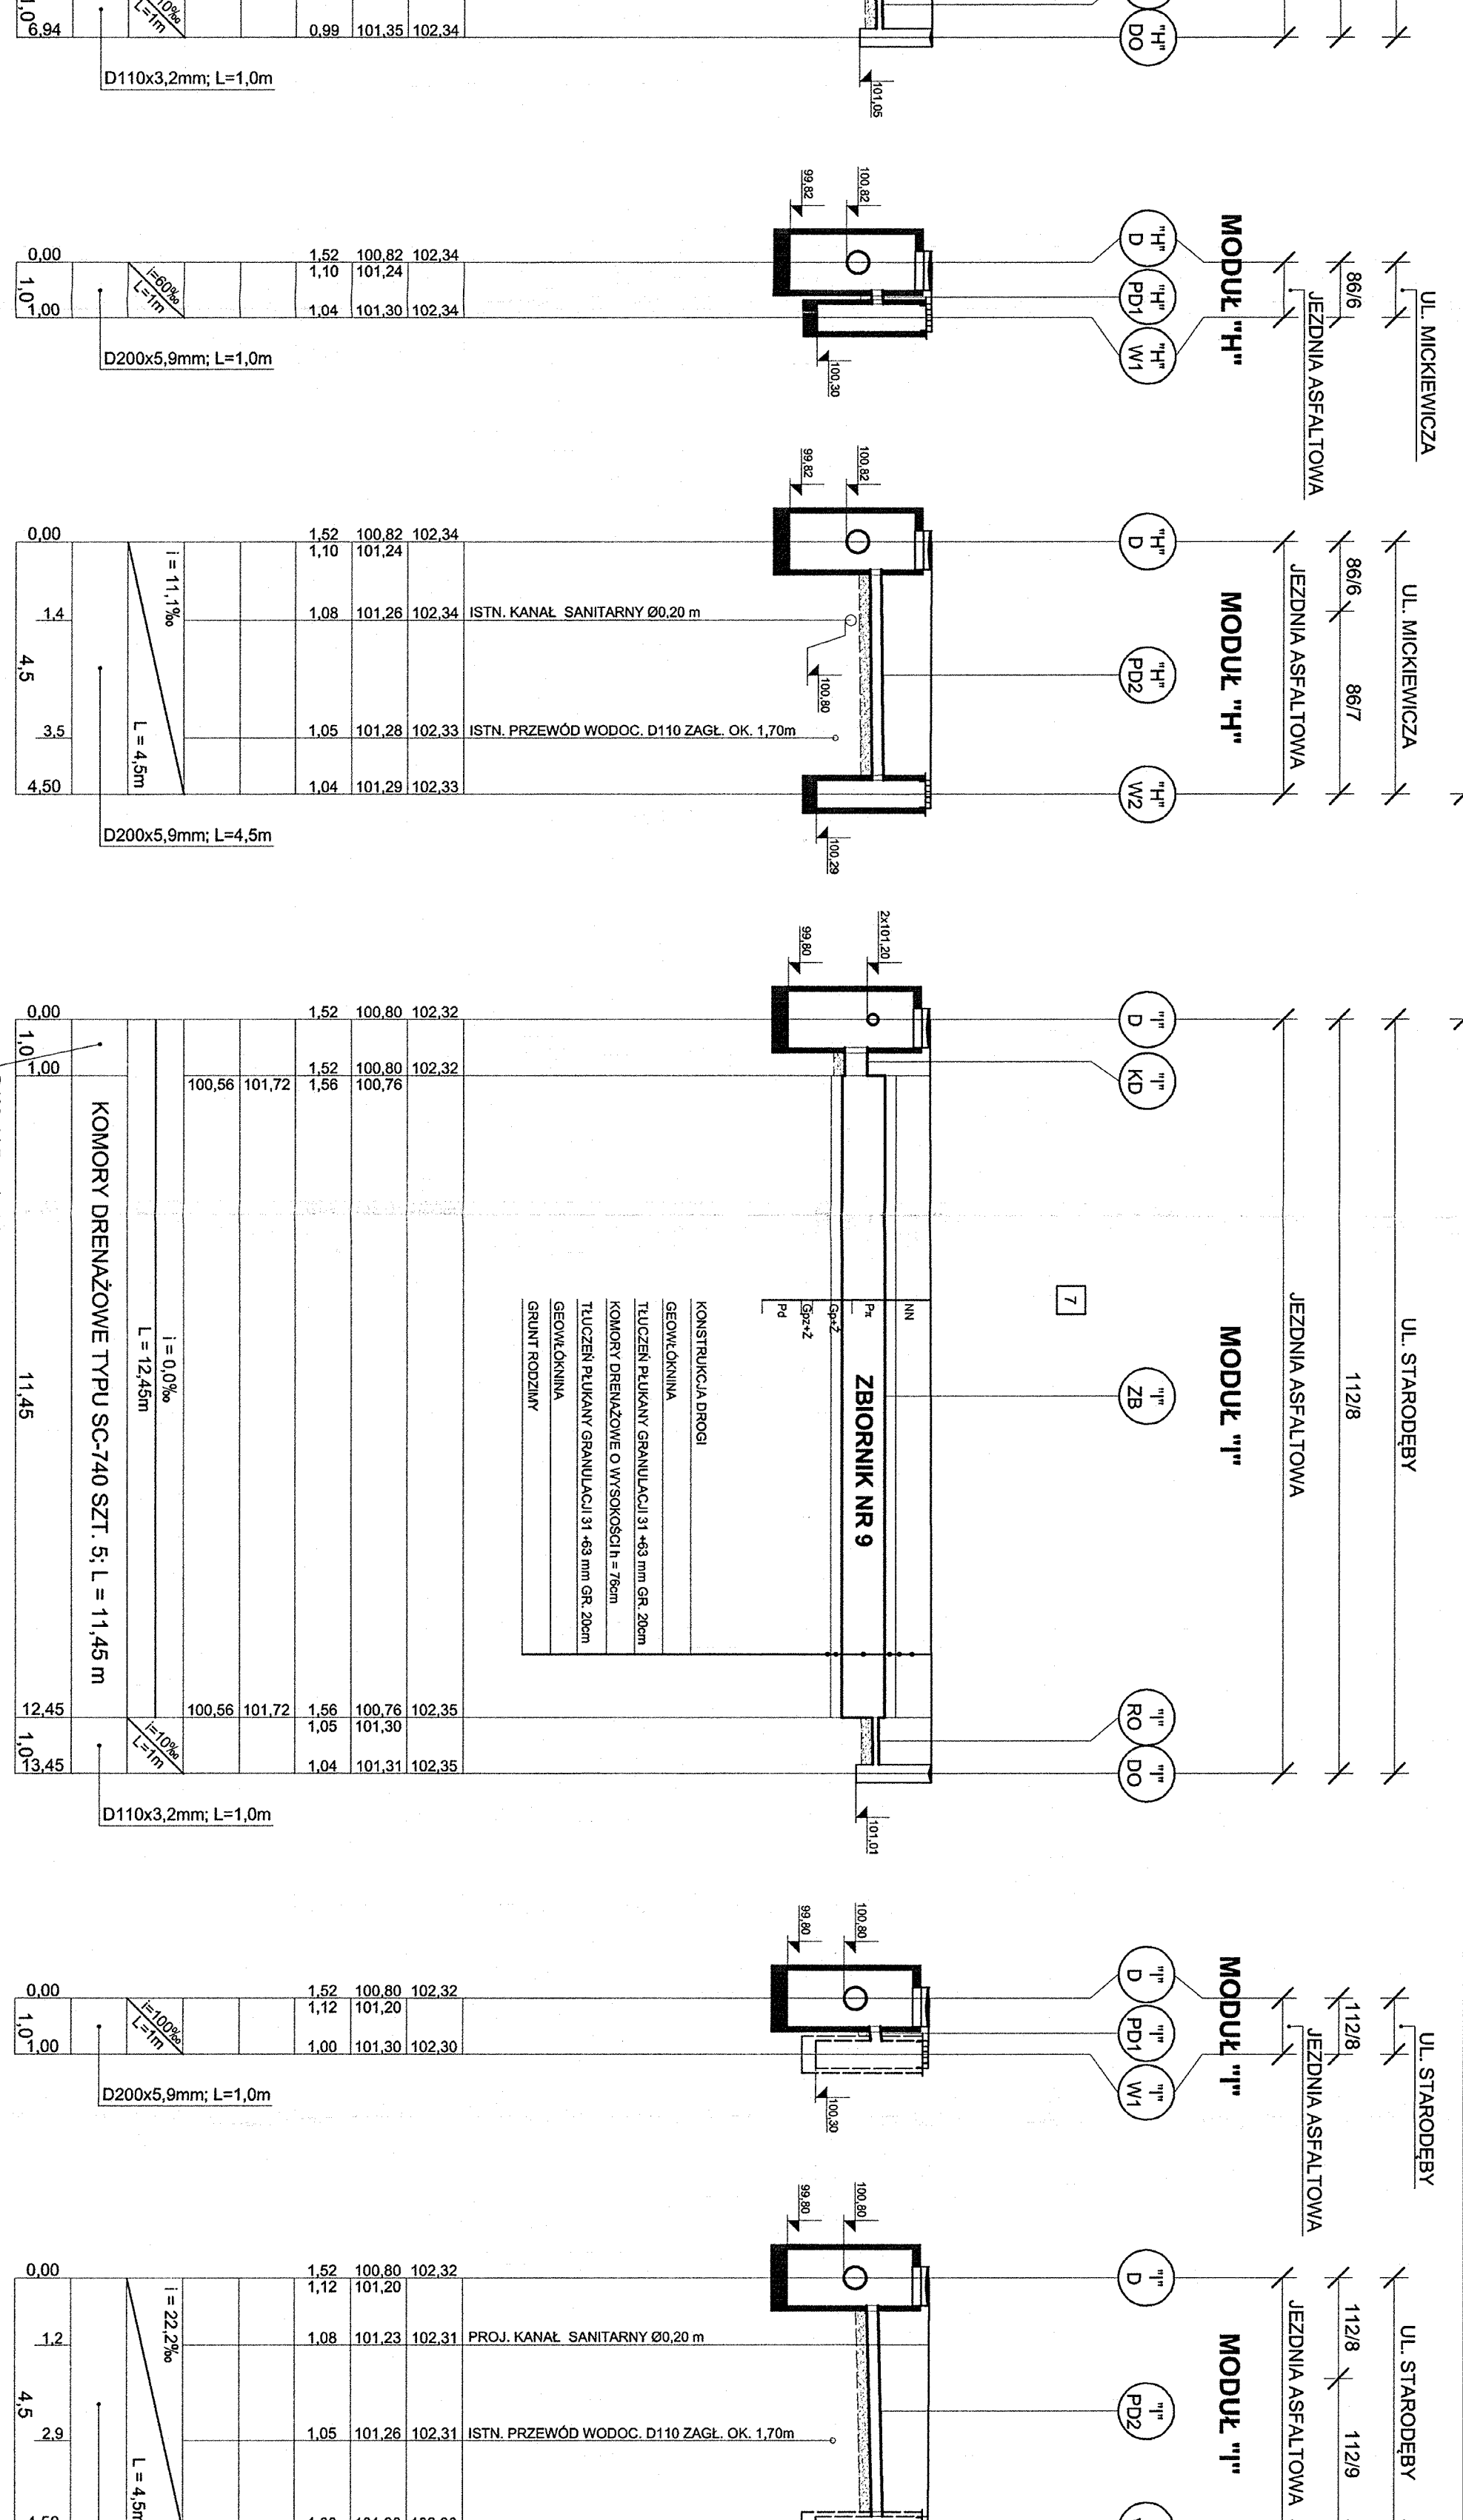 6,94
1,0
i=10‰
L=1m
0,99 101,35 102,34
D110x3,2mm; L=1,0m
"H" DO
101,05
UL. MICKIEWICZA
86/6
JEZDNIA ASFALTOWA
MODUŁ "H"
"H" D
"H" PD1
"H" W1
99,82
100,82
0,00
1,52 100,82 102,34
1,10 101,24
i=60‰
L=1m
1,0
1,00
1,04 101,30 102,34
100,30
D200x5,9mm; L=1,0m
UL. MICKIEWICZA
86/6
86/7
JEZDNIA ASFALTOWA
MODUŁ "H"
"H" D
"H" PD2
"H" W2
99,82
100,82
0,00
1,52 100,82 102,34
1,10 101,24
i = 11,1‰
1,4
1,08 101,26 102,34 ISTN. KANAŁ SANITARNY Ø0,20 m
100,80
4,5
L = 4,5m
3,5
1,05 101,28 102,33 ISTN. PRZEWÓD WODOC. D110 ZAGŁ. OK. 1,70m
4,50
1,04 101,29 102,33
100,29
D200x5,9mm; L=4,5m
UL. STARODĘBY
112/8
JEZDNIA ASFALTOWA
MODUŁ "I"
"I" D
"I" KD
"I" ZB
"I" RO
"I" DO
7
99,80
2x101,20
0,00
1,52 100,80 102,32
1,0
1,00
1,52 100,80 102,32
100,56 101,72 1,56 100,76
NN
Pπ
Gp+Ż
Gpz+Ż
Pd
ZBIORNIK NR 9
KONSTRUKCJA DROGI
GEOWŁÓKNINA
TŁUCZEŃ PŁUKANY GRANULACJI 31 ÷63 mm GR. 20cm
KOMORY DRENAŻOWE O WYSOKOŚCI h = 76cm
TŁUCZEŃ PŁUKANY GRANULACJI 31 ÷63 mm GR. 20cm
GEOWŁÓKNINA
GRUNT RODZIMY
i = 0,0‰
L = 12,45m
KOMORY DRENAŻOWE TYPU SC-740 SZT. 5; L = 11,45 m
11,45
12,45
100,56 101,72 1,56 100,76 102,35
1,05 101,30
i=10‰
L=1m
1,0
13,45
1,04 101,31 102,35
101,01
D110x3,2mm; L=1,0m
UL. STARODĘBY
112/8
JEZDNIA ASFALTOWA
MODUŁ "I"
"I" D
"I" PD1
"I" W1
99,80
100,80
0,00
1,52 100,80 102,32
1,12 101,20
i=100‰
L=1m
1,0
1,00
1,00 101,30 102,30
100,30
D200x5,9mm; L=1,0m
UL. STARODĘBY
112/8
112/9
JEZDNIA ASFALTOWA
MODUŁ "I"
"I" D
"I" PD2
99,80
100,80
0,00
1,52 100,80 102,32
1,12 101,20
i = 22,2‰
1,2
1,08 101,23 102,31 PROJ. KANAŁ SANITARNY Ø0,20 m
4,5
2,9
1,05 101,26 102,31 ISTN. PRZEWÓD WODOC. D110 ZAGŁ. OK. 1,70m
L = 4,5m